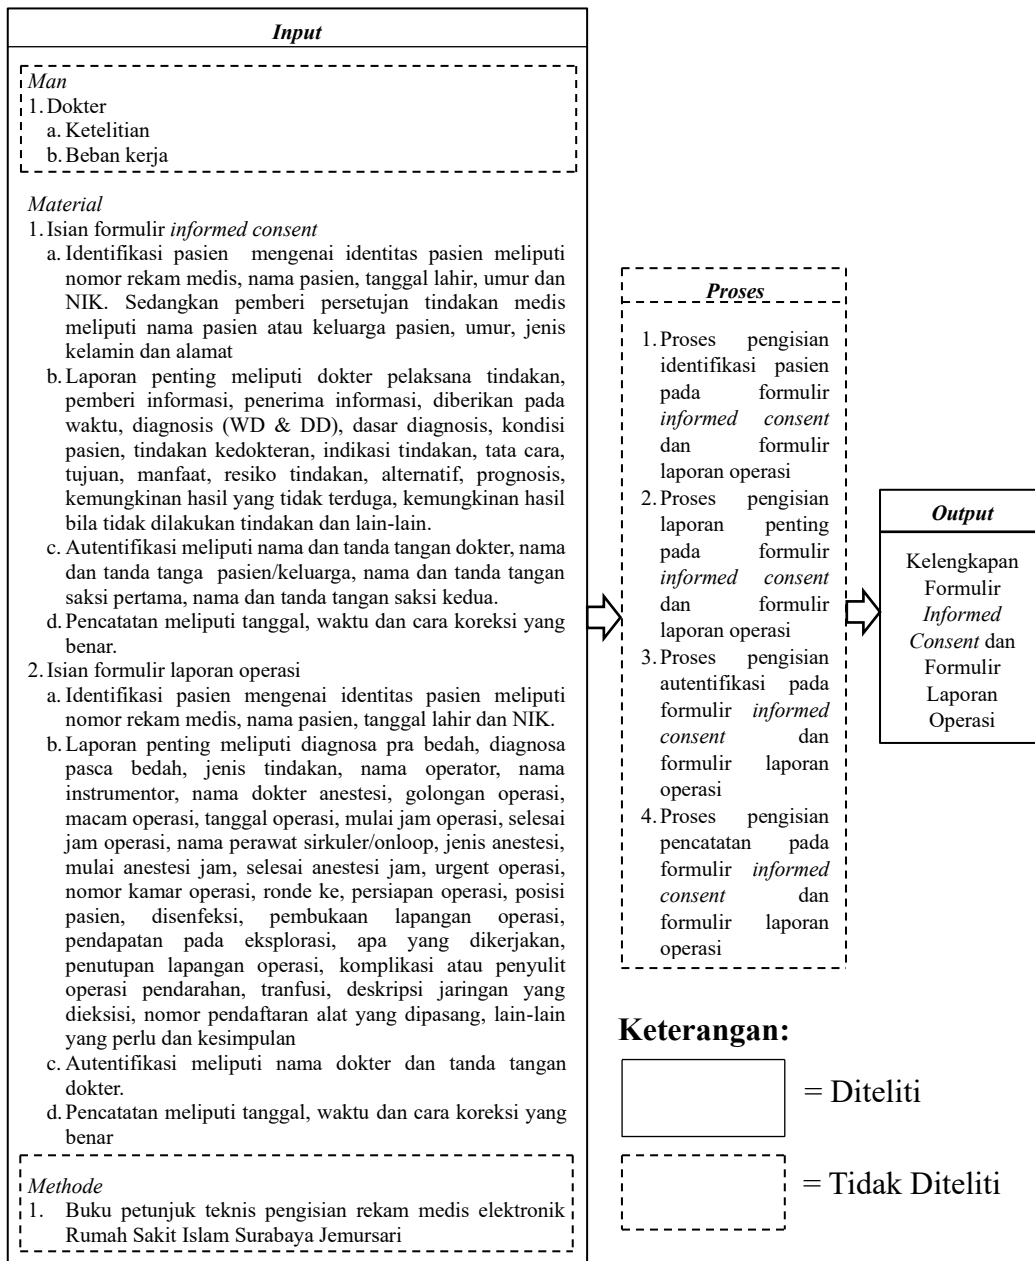 Input
Man
1. Dokter
a. Ketelitian
b. Beban kerja
Material
1. Isian formulir informed consent
a. Identifikasi pasien mengenai identitas pasien meliputi
nomor rekam medis, nama pasien, tanggal lahir, umur dan
NIK. Sedangkan pemberi persetujan tindakan medis
meliputi nama pasien atau keluarga pasien, umur, jenis
kelamin dan alamat
b. Laporan penting meliputi dokter pelaksana tindakan,
pemberi informasi, penerima informasi, diberikan pada
waktu, diagnosis (WD & DD), dasar diagnosis, kondisi
pasien, tindakan kedokteran, indikasi tindakan, tata cara,
tujuan, manfaat, resiko tindakan, alternatif, prognosis,
kemungkinan hasil yang tidak terduga, kemungkinan hasil
bila tidak dilakukan tindakan dan lain-lain.
c. Autentifikasi meliputi nama dan tanda tangan dokter, nama
dan tanda tanga pasien/keluarga, nama dan tanda tangan
saksi pertama, nama dan tanda tangan saksi kedua.
d. Pencatatan meliputi tanggal, waktu dan cara koreksi yang
benar.
2. Isian formulir laporan operasi
a. Identifikasi pasien mengenai identitas pasien meliputi
nomor rekam medis, nama pasien, tanggal lahir dan NIK.
b. Laporan penting meliputi diagnosa pra bedah, diagnosa
pasca bedah, jenis tindakan, nama operator, nama
instrumentor, nama dokter anestesi, golongan operasi,
macam operasi, tanggal operasi, mulai jam operasi, selesai
jam operasi, nama perawat sirkuler/onloop, jenis anestesi,
mulai anestesi jam, selesai anestesi jam, urgent operasi,
nomor kamar operasi, ronde ke, persiapan operasi, posisi
pasien, disenfeksi, pembukaan lapangan operasi,
pendapatan pada eksplorasi, apa yang dikerjakan,
penutupan lapangan operasi, komplikasi atau penyulit
operasi pendarahan, tranfusi, deskripsi jaringan yang
dieksisi, nomor pendaftaran alat yang dipasang, lain-lain
yang perlu dan kesimpulan
c. Autentifikasi meliputi nama dokter dan tanda tangan
dokter.
d. Pencatatan meliputi tanggal, waktu dan cara koreksi yang
benar
Methode
1. Buku petunjuk teknis pengisian rekam medis elektronik
Rumah Sakit Islam Surabaya Jemursari
Proses
1. Proses pengisian
identifikasi pasien
pada formulir
informed consent
dan formulir
laporan operasi
2. Proses pengisian
laporan penting
pada formulir
informed consent
dan formulir
laporan operasi
3. Proses pengisian
autentifikasi pada
formulir informed
consent dan
formulir laporan
operasi
4. Proses pengisian
pencatatan pada
formulir informed
consent dan
formulir laporan
operasi
Output
Kelengkapan
Formulir
Informed
Consent dan
Formulir
Laporan
Operasi
Keterangan:
= Diteliti
= Tidak Diteliti